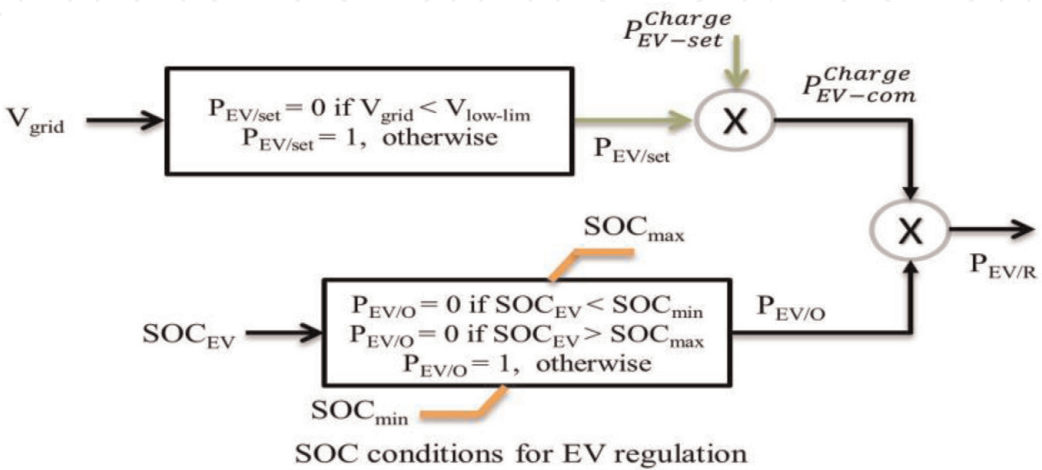 P_EV-set^Charge
P_EV-com^Charge
V_grid
P_EV/set = 0 if V_grid < V_low-lim
P_EV/set = 1, otherwise
P_EV/set
X
X
P_EV/R
SOC_max
SOC_EV
P_EV/O = 0 if SOC_EV < SOC_min
P_EV/O = 0 if SOC_EV > SOC_max
P_EV/O = 1, otherwise
P_EV/O
SOC_min
SOC conditions for EV regulation